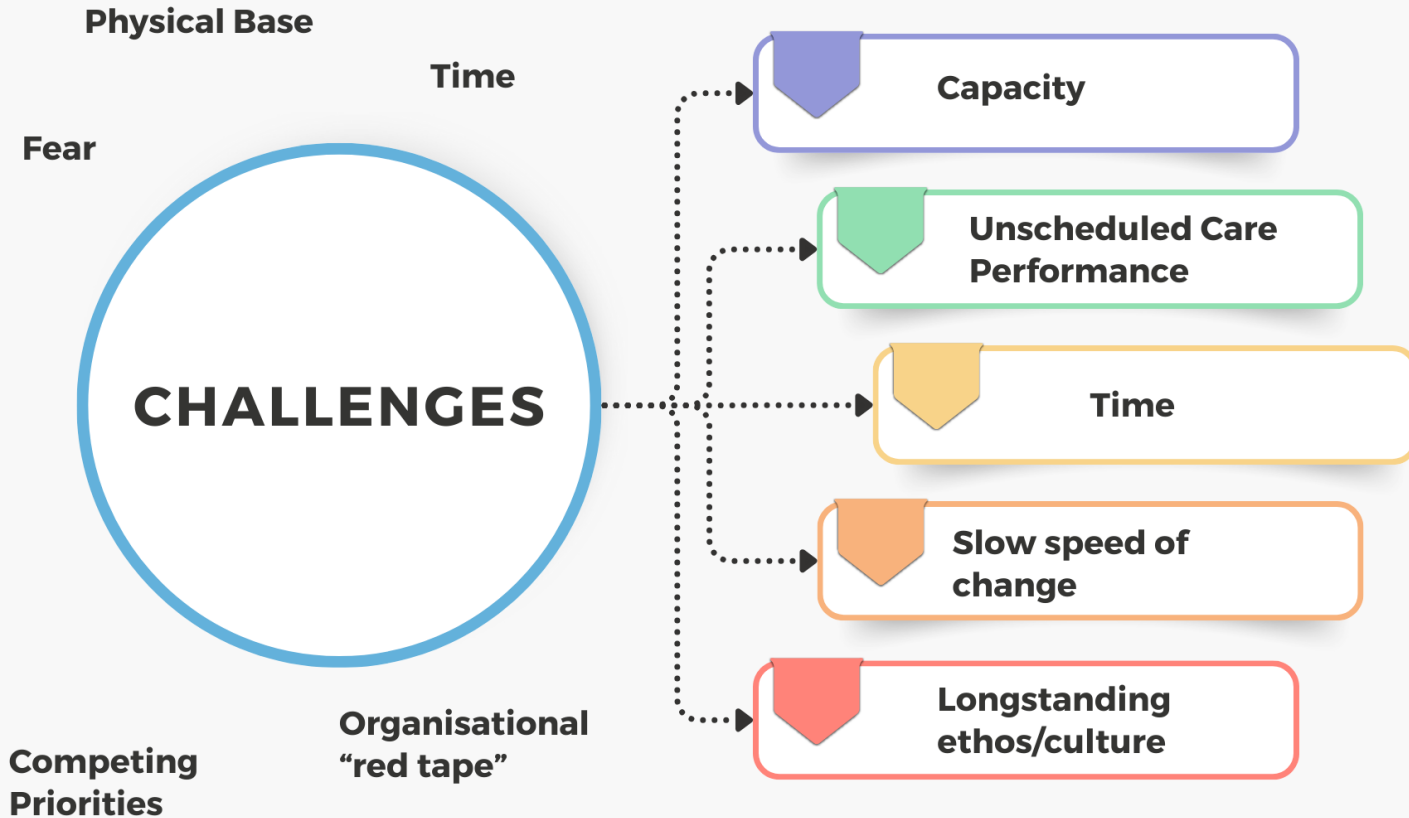 Physical Base
Time
Fear
CHALLENGES
Organisational
“red tape”
Competing
Priorities
Capacity
Unscheduled Care
Performance
Time
Slow speed of
change
Longstanding
ethos/culture